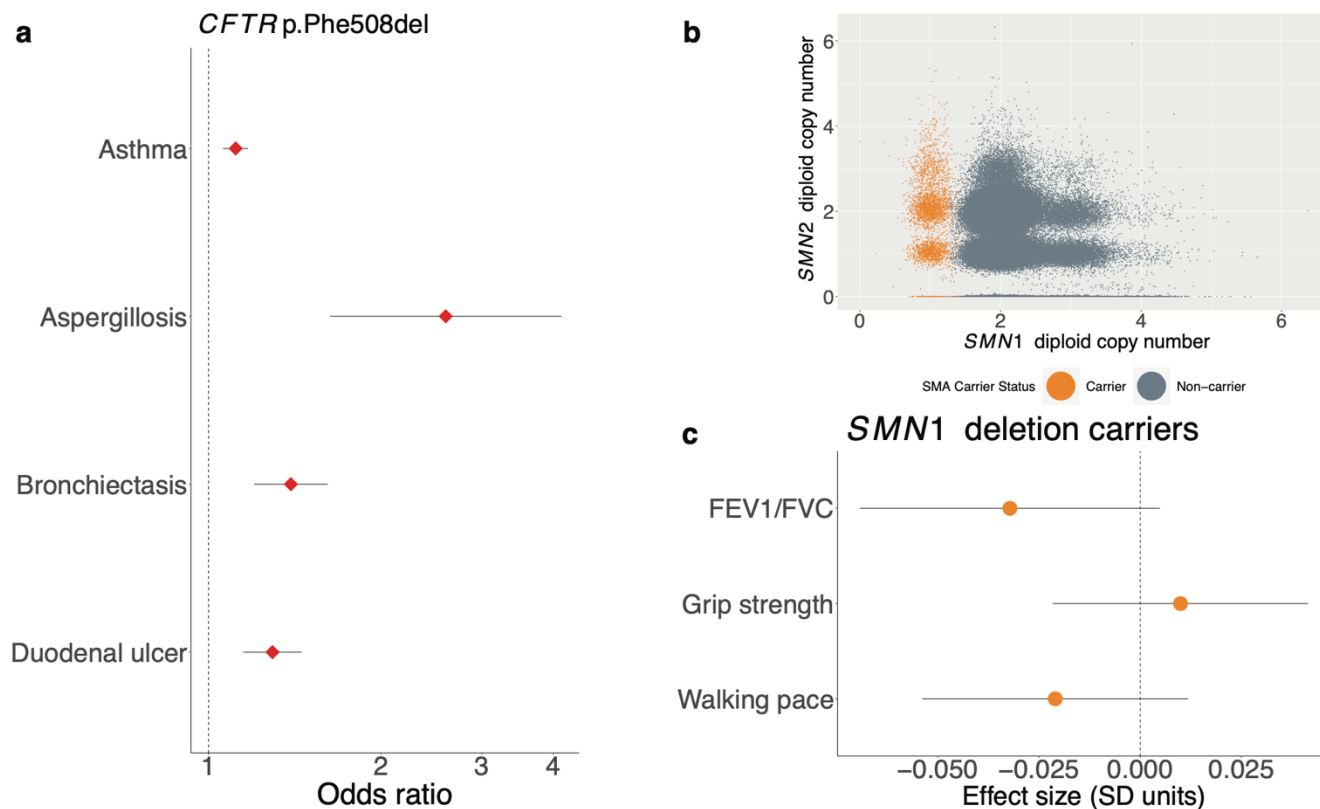 a
CFTR p.Phe508del
Asthma
Aspergillosis
Bronchiectasis
Duodenal ulcer
1 2 3 4
Odds ratio
b
SMN2 diploid copy number
6
4
2
0
0 2 4 6
SMN1 diploid copy number
SMA Carrier Status Carrier Non-carrier
c
SMN1 deletion carriers
FEV1/FVC
Grip strength
Walking pace
−0.050 −0.025 0.000 0.025
Effect size (SD units)